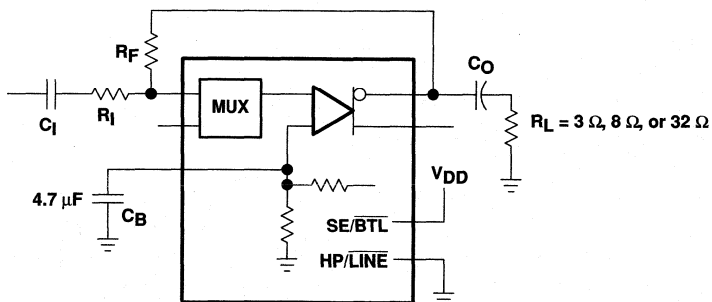 RF
CO
MUX
CI
RI
RL = 3 Ω, 8 Ω, or 32 Ω
VDD
4.7 μF
CB
SE/BTL
HP/LINE